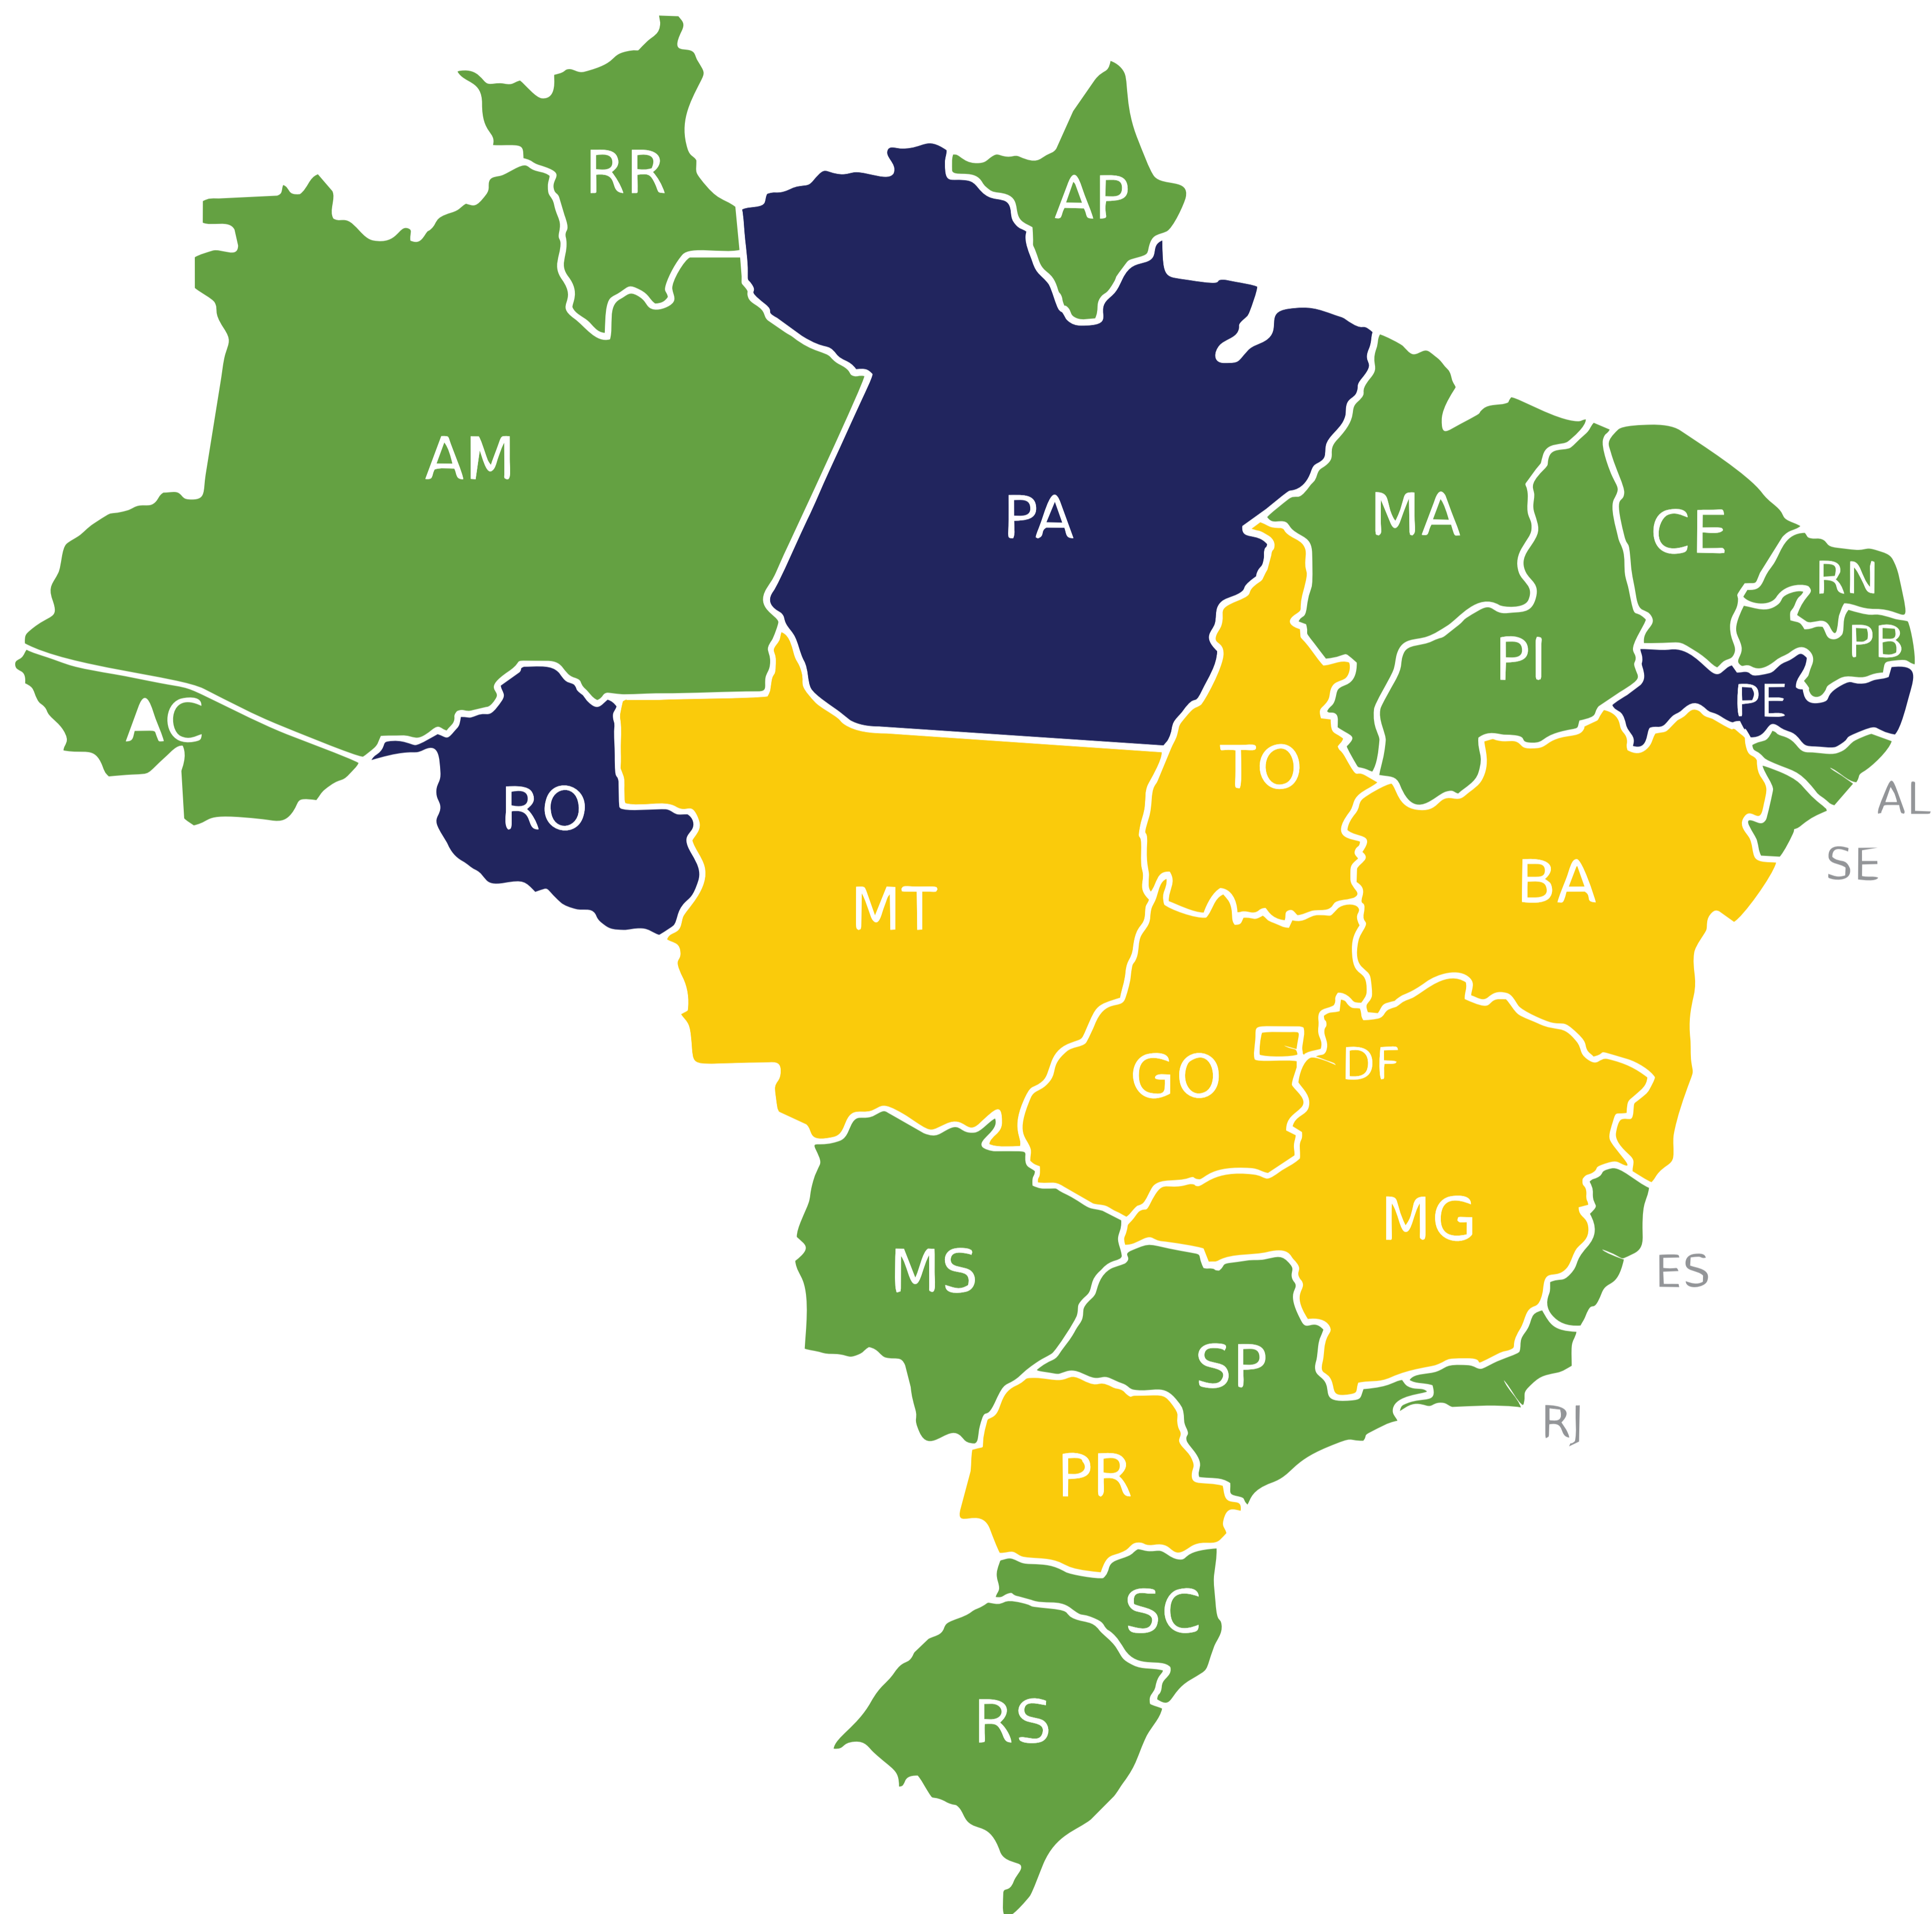 RR
AP
AM
PA
MA
CE
RN
PB
PI
PE
AC
RO
TO
AL
SE
MT
BA
GO
DF
MG
MS
ES
SP
RJ
PR
SC
RS